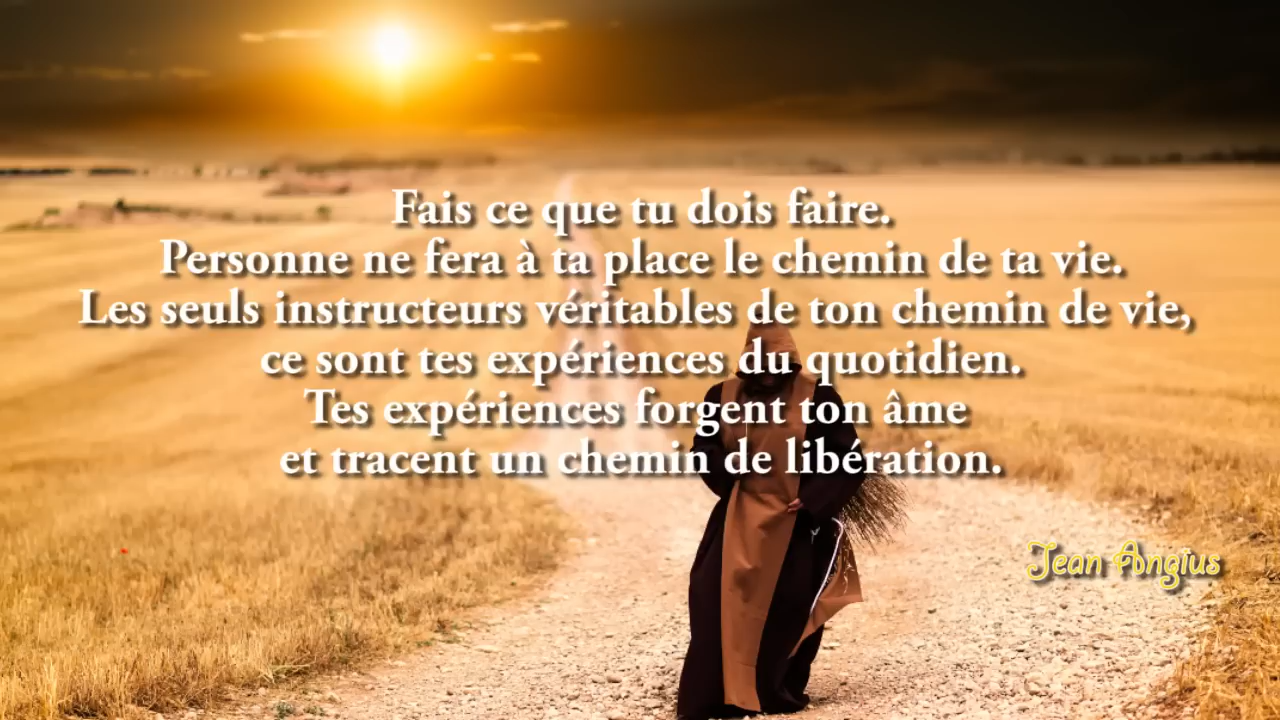 Fais ce que tu dois faire.
Personne ne fera à ta place le chemin de ta vie.
Les seuls instructeurs véritables de ton chemin de vie,
ce sont tes expériences du quotidien.
Tes expériences forgent ton âme
et tracent un chemin de libération.
Jean Angius